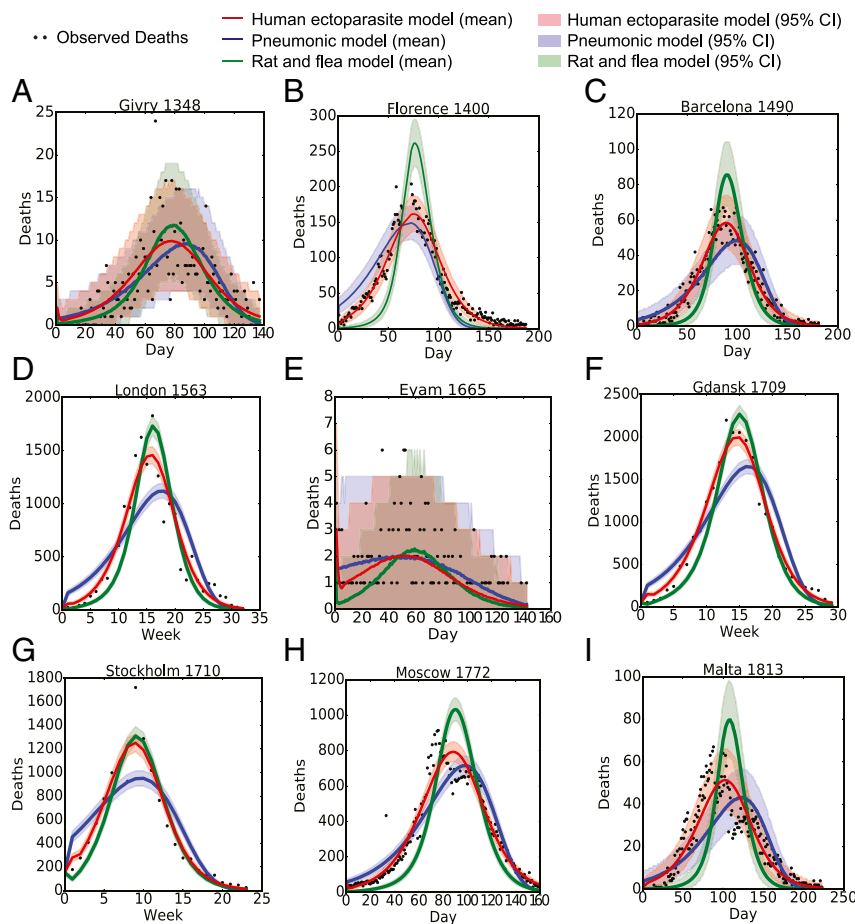 Observed Deaths
Human ectoparasite model (mean)
Pneumonic model (mean)
Rat and flea model (mean)
Human ectoparasite model (95% CI)
Pneumonic model (95% CI)
Rat and flea model (95% CI)
A
Givry 1348
Deaths
25
20
15
10
5
0
0 20 40 60 80 100 120 140
Day
B
Florence 1400
Deaths
300
250
200
150
100
50
0
0 50 100 150 200
Day
C
Barcelona 1490
Deaths
120
100
80
60
40
20
0
0 50 100 150 200
Day
D
London 1563
Deaths
2000
1500
1000
500
0
0 5 10 15 20 25 30 35
Week
E
Eyam 1665
Deaths
8
7
6
5
4
3
2
1
0
0 20 40 60 80 100 120 140 160
Day
F
Gdansk 1709
Deaths
2500
2000
1500
1000
500
0
0 5 10 15 20 25 30
Week
G
Stockholm 1710
Deaths
1800
1600
1400
1200
1000
800
600
400
200
0
0 5 10 15 20 25
Week
H
Moscow 1772
Deaths
1200
1000
800
600
400
200
0
0 20 40 60 80 100 120 140 160
Day
I
Malta 1813
Deaths
100
80
60
40
20
0
0 50 100 150 200 250
Day